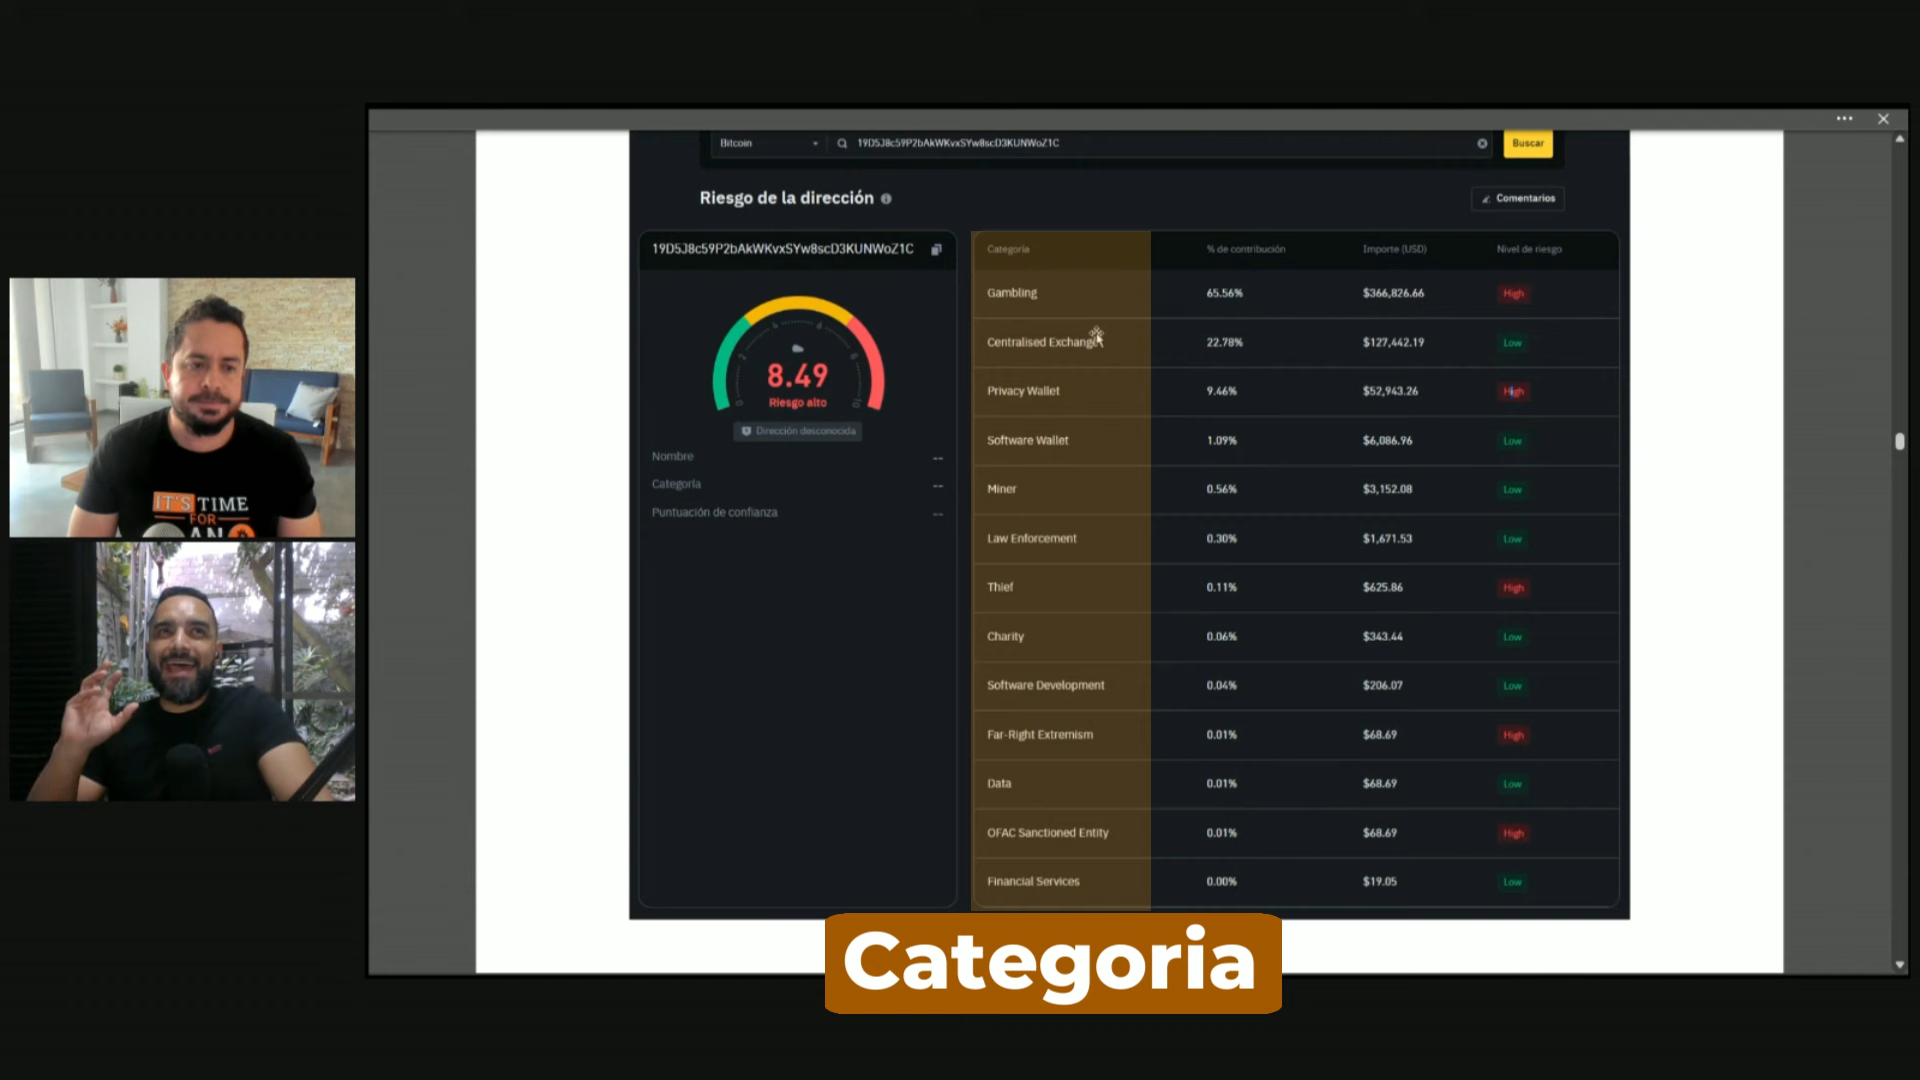 Bitcoin
19D5J8c59P2bAkWKvxSYw8scD3KUNWoZ1C
Buscar
Riesgo de la dirección
Comentarios
19D5J8c59P2bAkWKvxSYw8scD3KUNWoZ1C
8.49
Riesgo alto
Dirección desconocida
Nombre --
Categoría --
Puntuación de confianza --
Categoría % de contribución Importe (USD) Nivel de riesgo
Gambling 65.56% $366,826.66 High
Centralised Exchange 22.78% $127,442.19 Low
Privacy Wallet 9.46% $52,943.26 High
Software Wallet 1.09% $6,086.96 Low
Miner 0.56% $3,152.08 Low
Law Enforcement 0.30% $1,671.53 Low
Thief 0.11% $625.86 High
Charity 0.06% $343.44 Low
Software Development 0.04% $206.07 Low
Far-Right Extremism 0.01% $68.69 High
Data 0.01% $68.69 Low
OFAC Sanctioned Entity 0.01% $68.69 High
Financial Services 0.00% $19.05 Low
IT'S TIME
FOR
Categoria